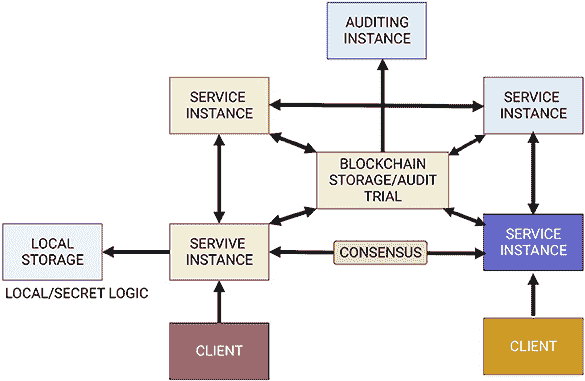 AUDITING
INSTANCE
SERVICE
INSTANCE
SERVICE
INSTANCE
BLOCKCHAIN
STORAGE/AUDIT
TRIAL
LOCAL
STORAGE
SERVIVE
INSTANCE
CONSENSUS
SERVICE
INSTANCE
LOCAL/SECRET LOGIC
CLIENT
CLIENT